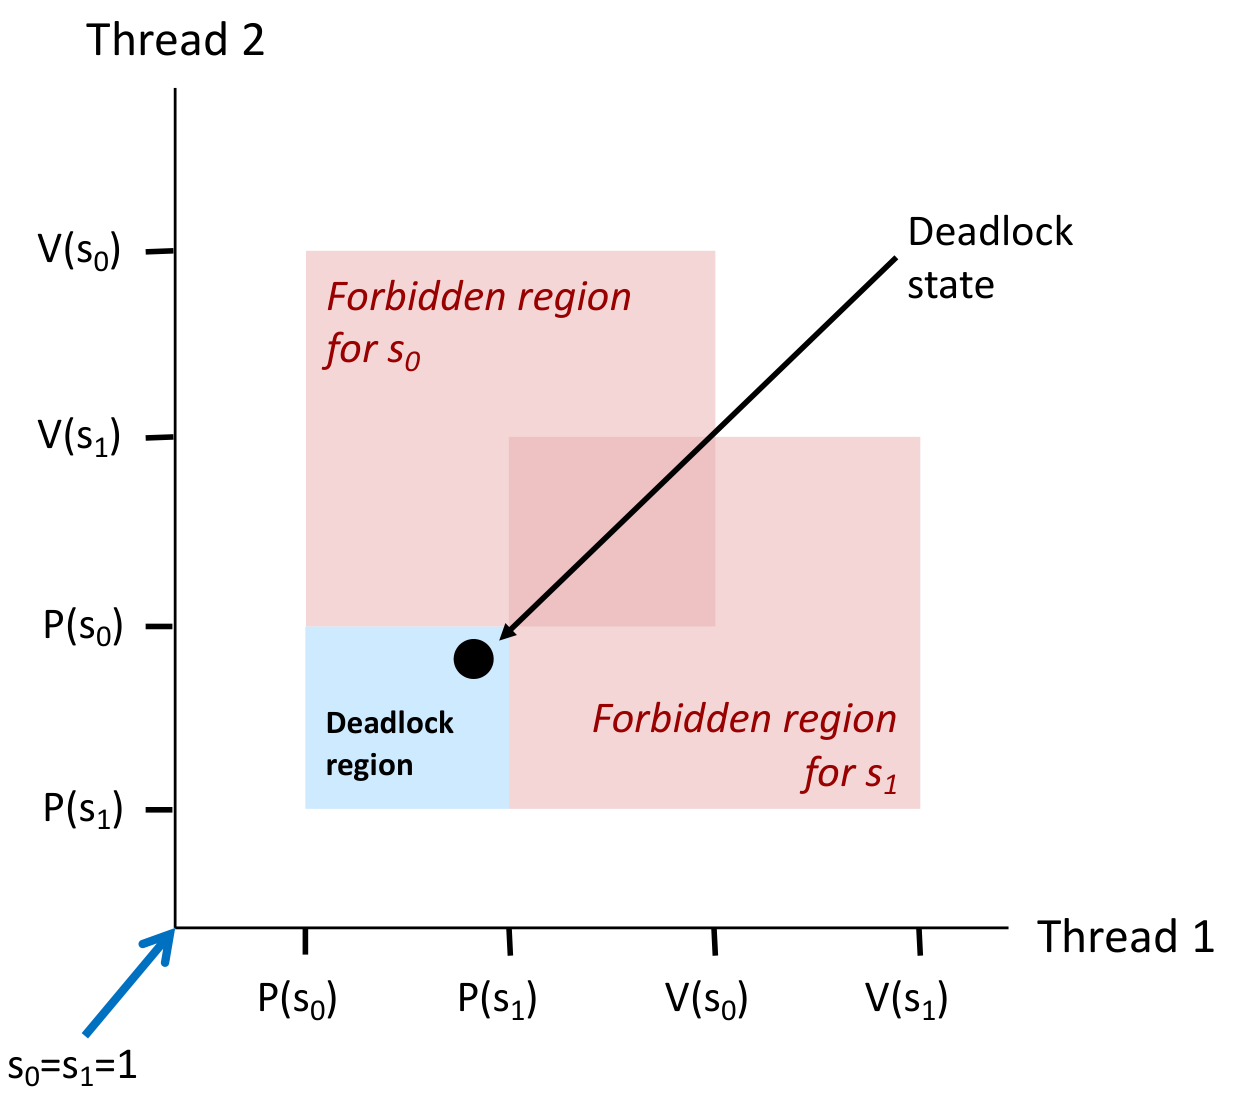 Thread 2
Deadlock
state
V(s0)
Forbidden region
for s0
V(s1)
P(s0)
Deadlock
region
Forbidden region
for s1
P(s1)
Thread 1
P(s0) P(s1) V(s0) V(s1)
s0=s1=1